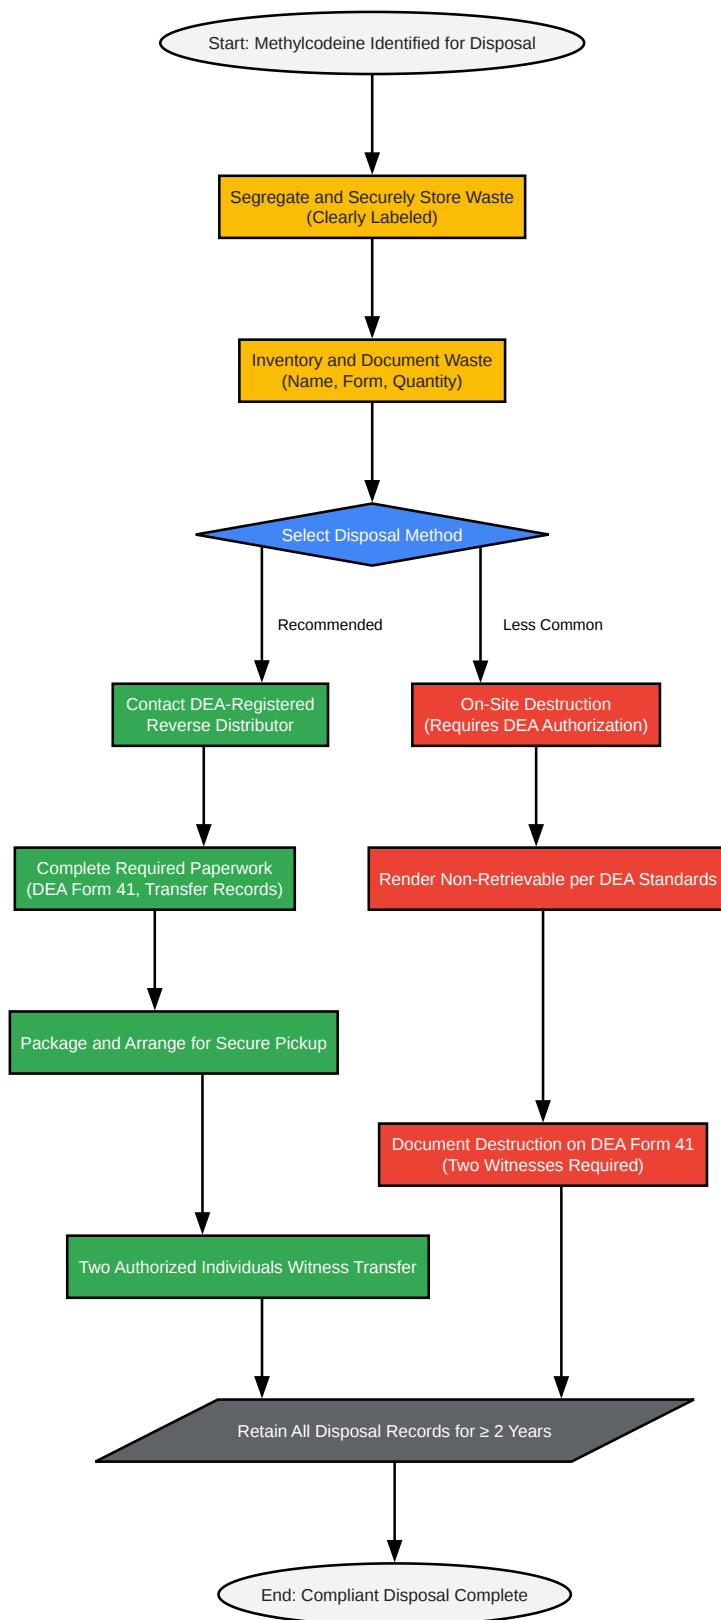 Start: Methylcodeine Identified for Disposal
Segregate and Securely Store Waste
(Clearly Labeled)
Inventory and Document Waste
(Name, Form, Quantity)
Select Disposal Method
Recommended
Less Common
Contact DEA-Registered
Reverse Distributor
On-Site Destruction
(Requires DEA Authorization)
Complete Required Paperwork
(DEA Form 41, Transfer Records)
Render Non-Retrievable per DEA Standards
Package and Arrange for Secure Pickup
Document Destruction on DEA Form 41
(Two Witnesses Required)
Two Authorized Individuals Witness Transfer
Retain All Disposal Records for ≥ 2 Years
End: Compliant Disposal Complete